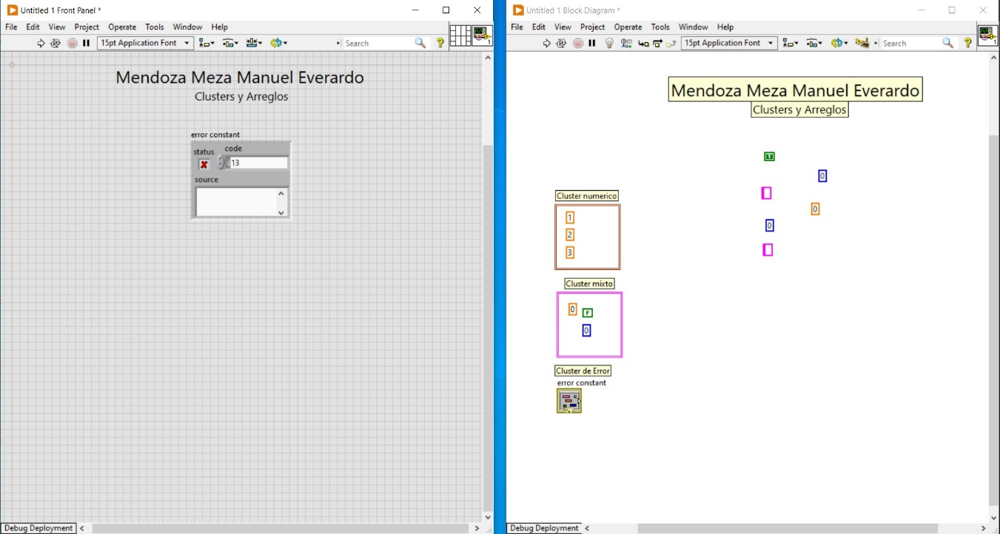 Untitled 1 Front Panel *
File Edit View Project Operate Tools Window Help
15pt Application Font
Search
?
1
Mendoza Meza Manuel Everardo
Clusters y Arreglos
error constant
status
code
13
source
Debug Deployment
Untitled 1 Block Diagram *
File Edit View Project Operate Tools Window Help
15pt Application Font
Search
?
1
Mendoza Meza Manuel Everardo
Clusters y Arreglos
T
0
0
0
Cluster numerico
1
2
3
Cluster mixto
0
F
0
Cluster de Error
error constant
Debug Deployment